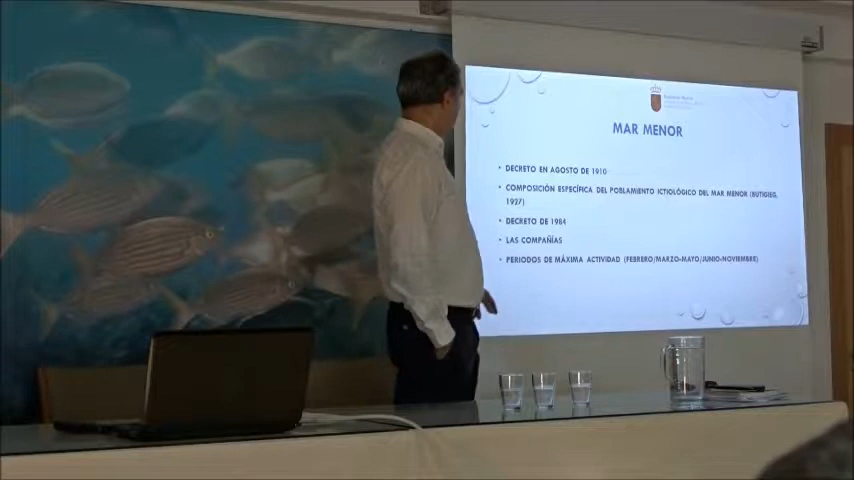 MAR MENOR
• DECRETO EN AGOSTO DE 1910
• COMPOSICIÓN ESPECÍFICA DEL POBLAMIENTO ICTIOLÓGICO DEL MAR MENOR (BUTIGIEG,
1927)
• DECRETO DE 1984
• LAS COMPAÑÍAS
• PERIODOS DE MÁXIMA ACTIVIDAD (FEBRERO/MARZO-MAYO/JUNIO-NOVIEMBRE)